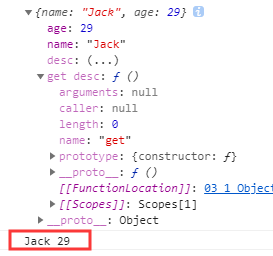 ▼{name: "Jack", age: 29} i
age: 29
name: "Jack"
desc: (...)
▼get desc: ƒ ()
arguments: null
caller: null
length: 0
name: "get"
▶prototype: {constructor: ƒ}
▶__proto__: ƒ ()
[[FunctionLocation]]: 03 1 Object
▶[[Scopes]]: Scopes[1]
▶__proto__: Object
Jack 29